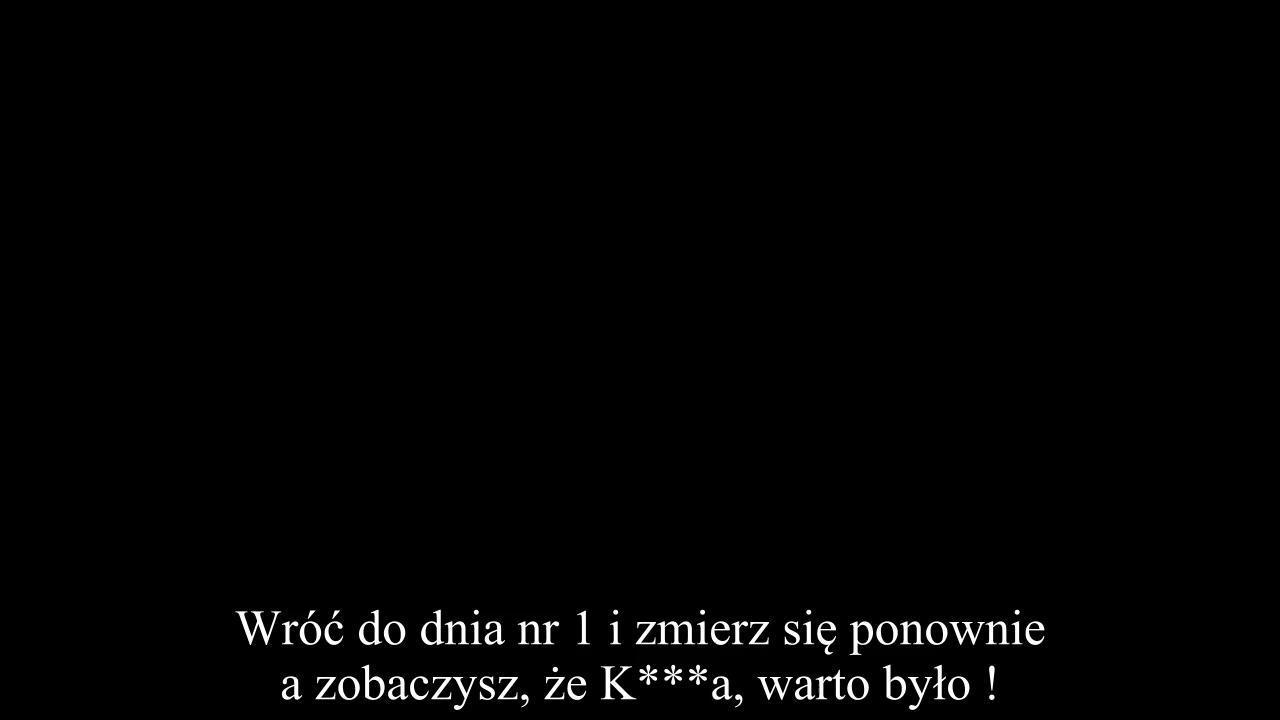 Wróć do dnia nr 1 i zmierz się ponownie
a zobaczysz, że K***a, warto było !